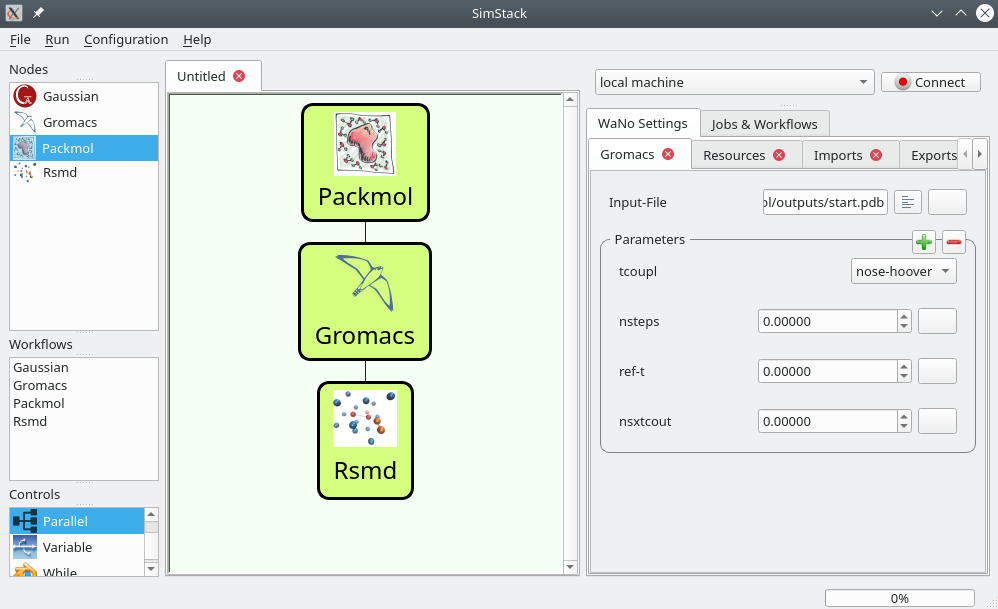 SimStack
File Run Configuration Help
Nodes
Gaussian
Gromacs
Packmol
Rsmd
Workflows
Gaussian
Gromacs
Packmol
Rsmd
Controls
Parallel
Variable
While
Untitled
Packmol
Gromacs
Rsmd
local machine
Connect
WaNo Settings Jobs & Workflows
Gromacs Resources Imports Exports
Input-File ol/outputs/start.pdb
Parameters
tcoupl nose-hoover
nsteps 0.00000
ref-t 0.00000
nsxtcout 0.00000
0%